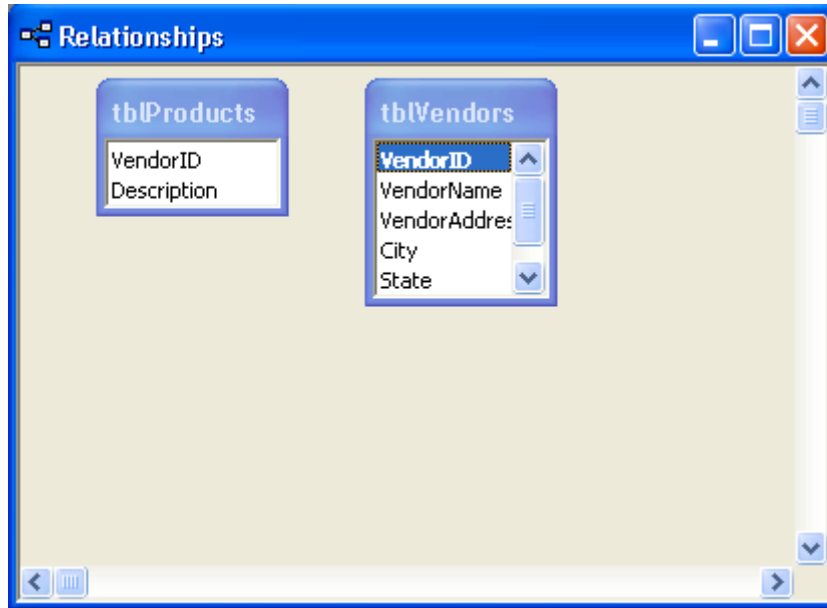 Relationships
tblProducts
VendorID
Description
tblVendors
VendorID
VendorName
VendorAddres
City
State